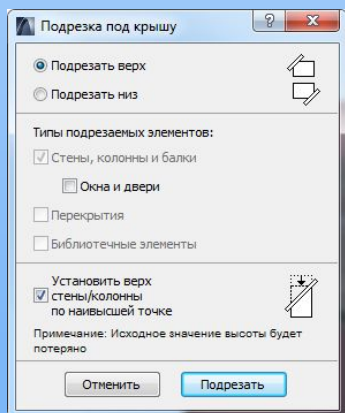 Подрезка под крышу
Подрезать верх
Подрезать низ
Типы подрезаемых элементов:
Стены, колонны и балки
Окна и двери
Перекрытия
Библиотечные элементы
Установить верх
стены/колонны
по наивысшей точке
Примечание: Исходное значение высоты будет
потеряно
Отменить Подрезать